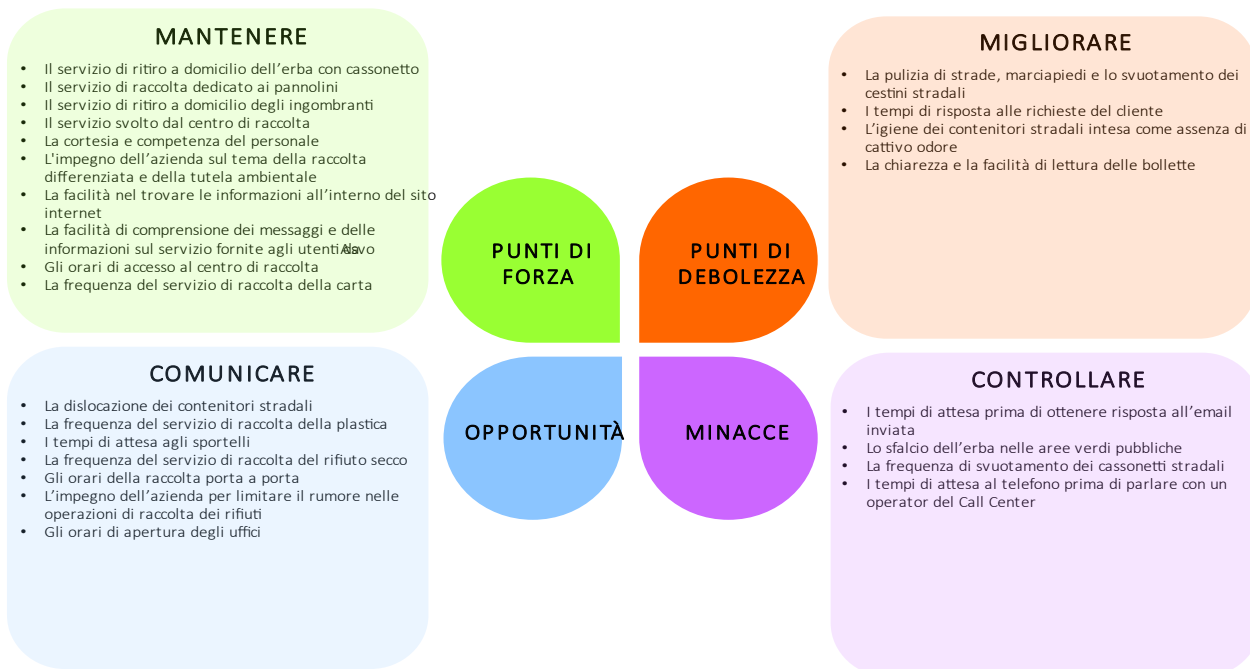 MANTENERE
• Il servizio di ritiro a domicilio dell’erba con cassonetto
• Il servizio di raccolta dedicato ai pannolini
• Il servizio di ritiro a domicilio degli ingombranti
• Il servizio svolto dal centro di raccolta
• La cortesia e competenza del personale
• L'impegno dell’azienda sul tema della raccolta
differenziata e della tutela ambientale
• La facilità nel trovare le informazioni all’interno del sito
internet
• La facilità di comprensione dei messaggi e delle
informazioni sul servizio fornite agli utenti
• Gli orari di accesso al centro di raccolta
• La frequenza del servizio di raccolta della carta
MIGLIORARE
• La pulizia di strade, marciapiedi e lo svuotamento dei
cestini stradali
• I tempi di risposta alle richieste del cliente
• L’igiene dei contenitori stradali intesa come assenza di
cattivo odore
• La chiarezza e la facilità di lettura delle bollette
PUNTI DI
FORZA
PUNTI DI
DEBOLEZZA
OPPORTUNITÀ
MINACCE
COMUNICARE
• La dislocazione dei contenitori stradali
• La frequenza del servizio di raccolta della plastica
• I tempi di attesa agli sportelli
• La frequenza del servizio di raccolta del rifiuto secco
• Gli orari della raccolta porta a porta
• L’impegno dell’azienda per limitare il rumore nelle
operazioni di raccolta dei rifiuti
• Gli orari di apertura degli uffici
CONTROLLARE
• I tempi di attesa prima di ottenere risposta all’email
inviata
• Lo sfalcio dell’erba nelle aree verdi pubbliche
• La frequenza di svuotamento dei cassonetti stradali
• I tempi di attesa al telefono prima di parlare con un
operator del Call Center